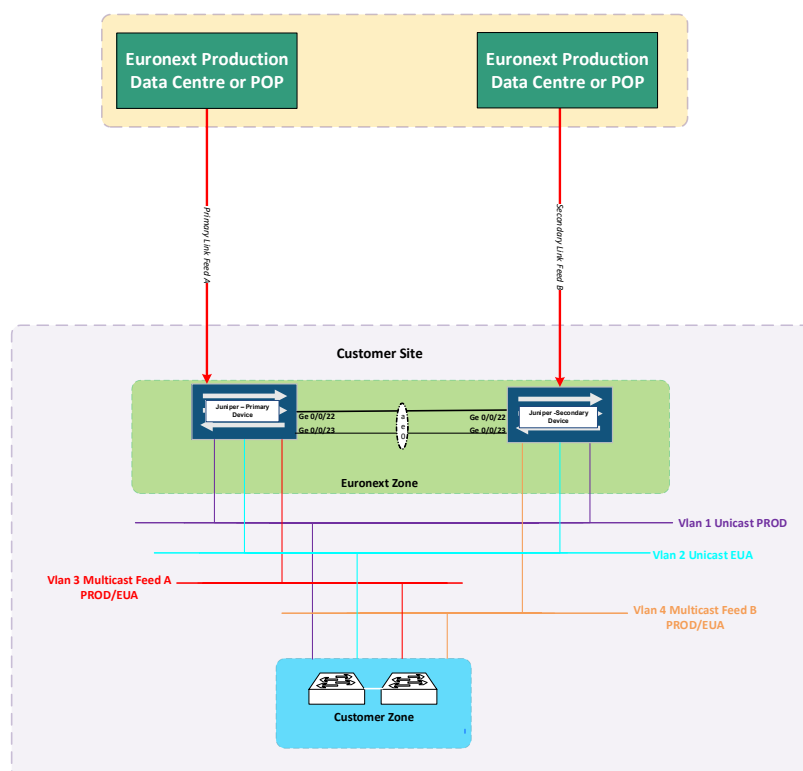 Euronext Production
Data Centre or POP
Euronext Production
Data Centre or POP
Primary Link Feed A
Secondary Link Feed B
Customer Site
Juniper – Primary
Device
Ge 0/0/22
Ge 0/0/23
ae0
Ge 0/0/22
Ge 0/0/23
Juniper -Secondary
Device
Euronext Zone
Vlan 1 Unicast PROD
Vlan 2 Unicast EUA
Vlan 3 Multicast Feed A
PROD/EUA
Vlan 4 Multicast Feed B
PROD/EUA
Customer Zone